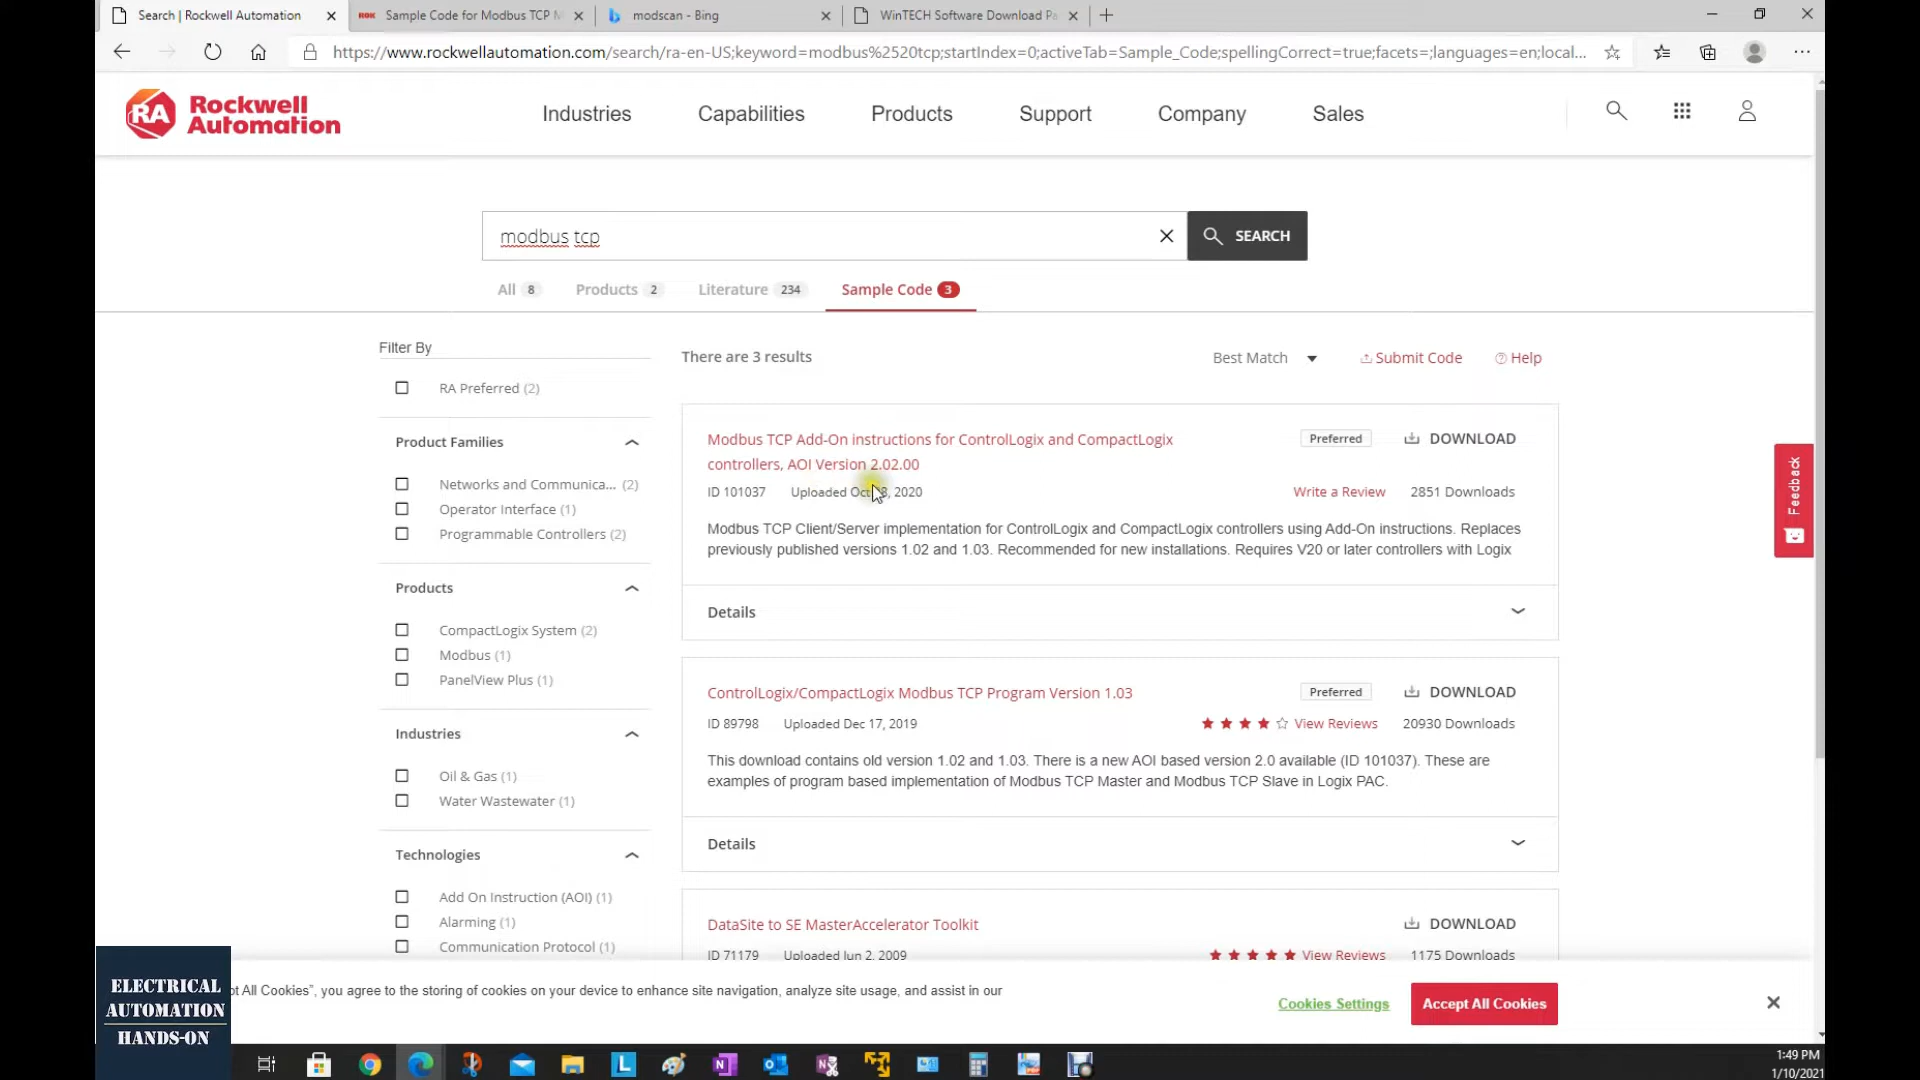 Search | Rockwell Automation
ROK Sample Code for Modbus TCP M
modscan - Bing
WinTECH Software Download Pa
https://www.rockwellautomation.com/search/ra-en-US;keyword=modbus%2520tcp;startIndex=0;activeTab=Sample_Code;spellingCorrect=true;facets=;languages=en;local...
RA Rockwell Automation
Industries
Capabilities
Products
Support
Company
Sales
modbus tcp
SEARCH
All 8
Products 2
Literature 234
Sample Code 3
Filter By
RA Preferred (2)
Product Families
Networks and Communica... (2)
Operator Interface (1)
Programmable Controllers (2)
Products
CompactLogix System (2)
Modbus (1)
PanelView Plus (1)
Industries
Oil & Gas (1)
Water Wastewater (1)
Technologies
Add On Instruction (AOI) (1)
Alarming (1)
Communication Protocol (1)
There are 3 results
Best Match
Submit Code
Help
Modbus TCP Add-On instructions for ControlLogix and CompactLogix
controllers, AOI Version 2.02.00
Preferred
DOWNLOAD
ID 101037
Uploaded Oct 8, 2020
Write a Review
2851 Downloads
Modbus TCP Client/Server implementation for ControlLogix and CompactLogix controllers using Add-On instructions. Replaces
previously published versions 1.02 and 1.03. Recommended for new installations. Requires V20 or later controllers with Logix
Details
ControlLogix/CompactLogix Modbus TCP Program Version 1.03
Preferred
DOWNLOAD
ID 89798
Uploaded Dec 17, 2019
View Reviews
20930 Downloads
This download contains old version 1.02 and 1.03. There is a new AOI based version 2.0 available (ID 101037). These are
examples of program based implementation of Modbus TCP Master and Modbus TCP Slave in Logix PAC.
Details
DataSite to SE MasterAccelerator Toolkit
DOWNLOAD
ID 71179
Uploaded Jun 2, 2009
View Reviews
1175 Downloads
Feedback
pt All Cookies”, you agree to the storing of cookies on your device to enhance site navigation, analyze site usage, and assist in our
Cookies Settings
Accept All Cookies
ELECTRICAL
AUTOMATION
HANDS-ON
1:49 PM
1/10/2021